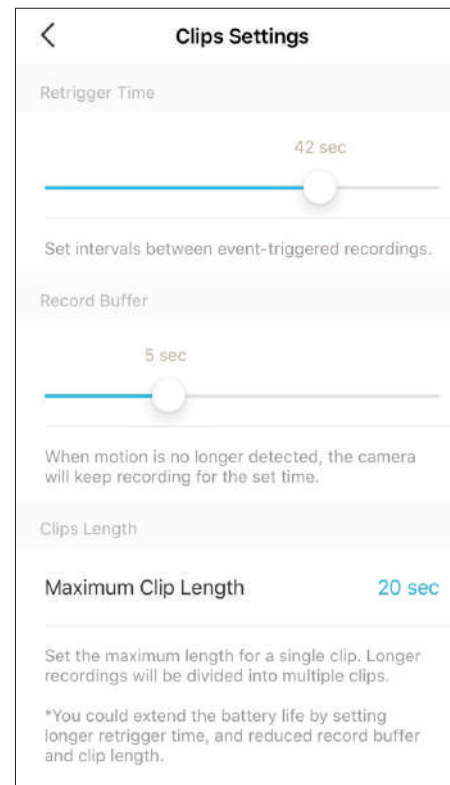 Clips Settings
Retrigger Time
42 sec
Set intervals between event-triggered recordings.
Record Buffer
5 sec
When motion is no longer detected, the camera
will keep recording for the set time.
Clips Length
Maximum Clip Length 20 sec
Set the maximum length for a single clip. Longer
recordings will be divided into multiple clips.
*You could extend the battery life by setting
longer retrigger time, and reduced record buffer
and clip length.